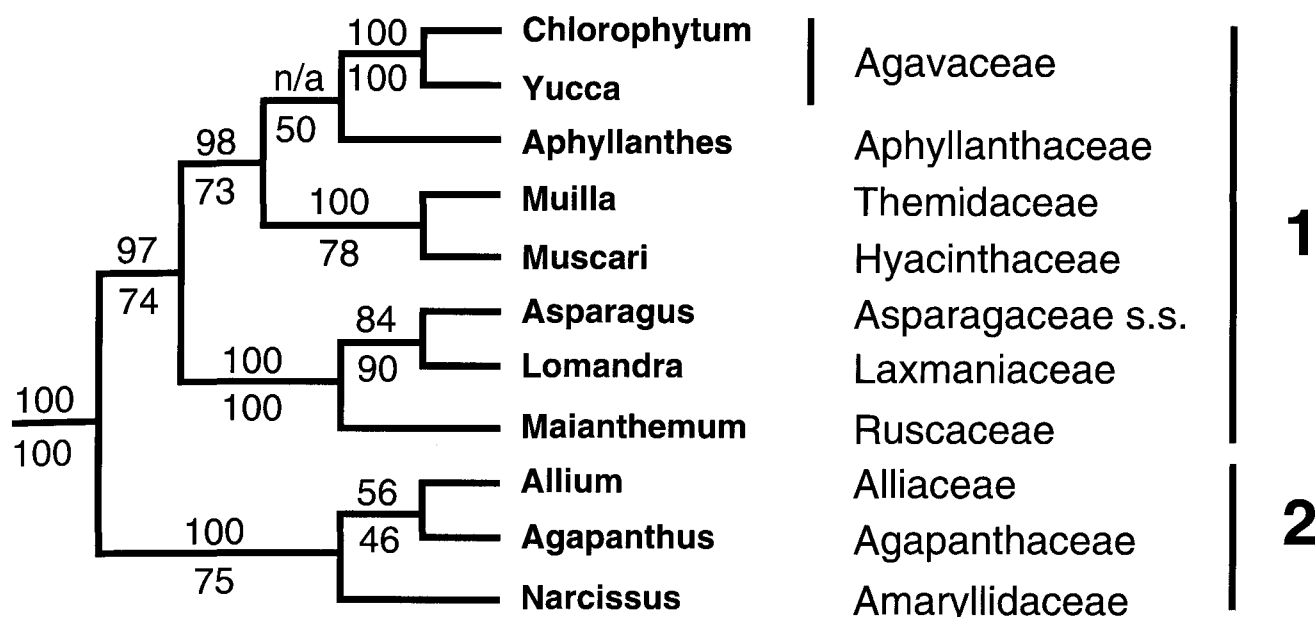 100 Chlorophytum
100 Yucca Agavaceae
n/a
50 Aphyllanthes Aphyllanthaceae
98
73
100 Muilla Themidaceae
78 Muscari Hyacinthaceae
1
97
74
84 Asparagus Asparagaceae s.s.
90 Lomandra Laxmaniaceae
100
100 Maianthemum Ruscaceae
100
100
56 Allium Alliaceae
46 Agapanthus Agapanthaceae
2
100
75 Narcissus Amaryllidaceae